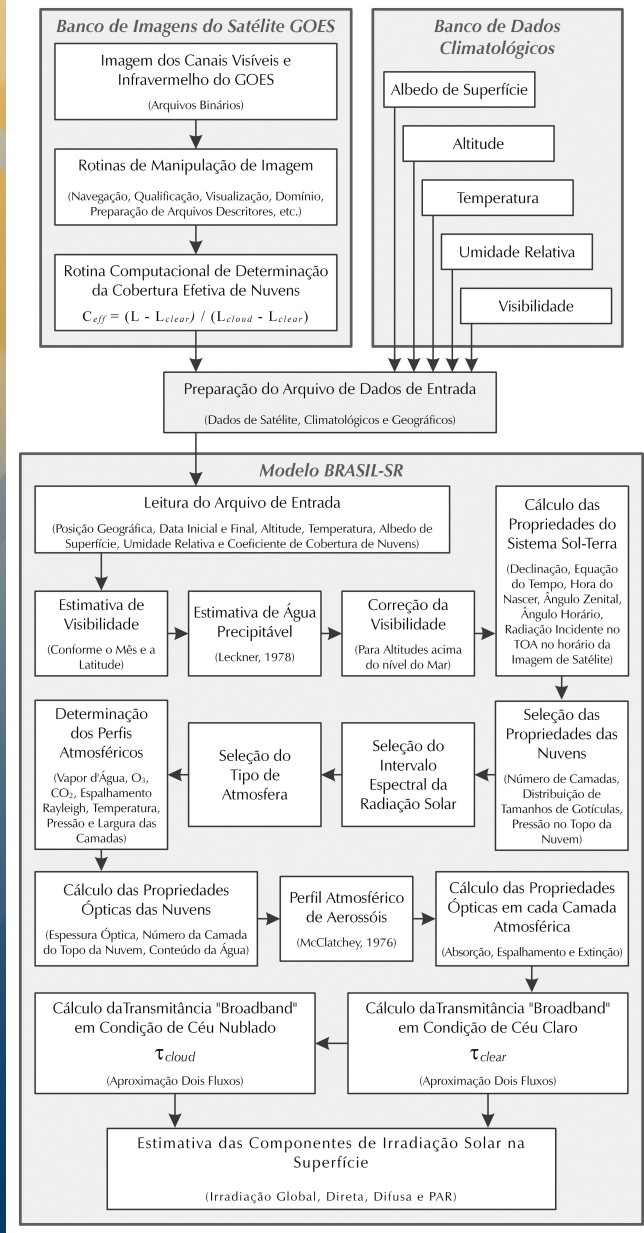 Banco de Imagens do Satélite GOES
Imagem dos Canais Visíveis e
Infravermelho do GOES
(Arquivos Binários)
Rotinas de Manipulação de Imagem
(Navegação, Qualificação, Visualização, Domínio,
Preparação de Arquivos Descritores, etc.)
Rotina Computacional de Determinação
da Cobertura Efetiva de Nuvens
C_eff = (L - L_clear) / (L_cloud - L_clear)
Banco de Dados
Climatológicos
Albedo de Superfície
Altitude
Temperatura
Umidade Relativa
Visibilidade
Preparação do Arquivo de Dados de Entrada
(Dados de Satélite, Climatológicos e Geográficos)
Modelo BRASIL-SR
Leitura do Arquivo de Entrada
(Posição Geográfica, Data Inicial e Final, Altitude, Temperatura, Albedo de
Superfície, Umidade Relativa e Coeficiente de Cobertura de Nuvens)
Estimativa de
Visibilidade
(Conforme o Mês e a
Latitude)
Estimativa de Água
Precipitável
(Leckner, 1978)
Correção da
Visibilidade
(Para Altitudes acima
do nível do Mar)
Cálculo das
Propriedades do
Sistema Sol-Terra
(Declinação, Equação
do Tempo, Hora do
Nascer, Ângulo Zenital,
Ângulo Horário,
Radiação Incidente no
TOA no horário da
Imagem de Satélite)
Seleção das
Propriedades das
Nuvens
(Número de Camadas,
Distribuição de
Tamanhos de Gotículas,
Pressão no Topo da
Nuvem)
Seleção do
Intervalo
Espectral da
Radiação Solar
Seleção do
Tipo de
Atmosfera
Determinação
dos Perfis
Atmosféricos
(Vapor d'Água, O₃,
CO₂, Espalhamento
Rayleigh, Temperatura,
Pressão e Largura das
Camadas)
Cálculo das Propriedades
Ópticas das Nuvens
(Espessura Óptica, Número da Camada
do Topo da Nuvem, Conteúdo da Água)
Perfil Atmosférico
de Aerossóis
(McClatchey, 1976)
Cálculo das Propriedades
Ópticas em cada Camada
Atmosférica
(Absorção, Espalhamento e Extinção)
Cálculo daTransmitância "Broadband"
em Condição de Céu Claro
τ_clear
(Aproximação Dois Fluxos)
Cálculo daTransmitância "Broadband"
em Condição de Céu Nublado
τ_cloud
(Aproximação Dois Fluxos)
Estimativa das Componentes de Irradiação Solar na
Superfície
(Irradiação Global, Direta, Difusa e PAR)